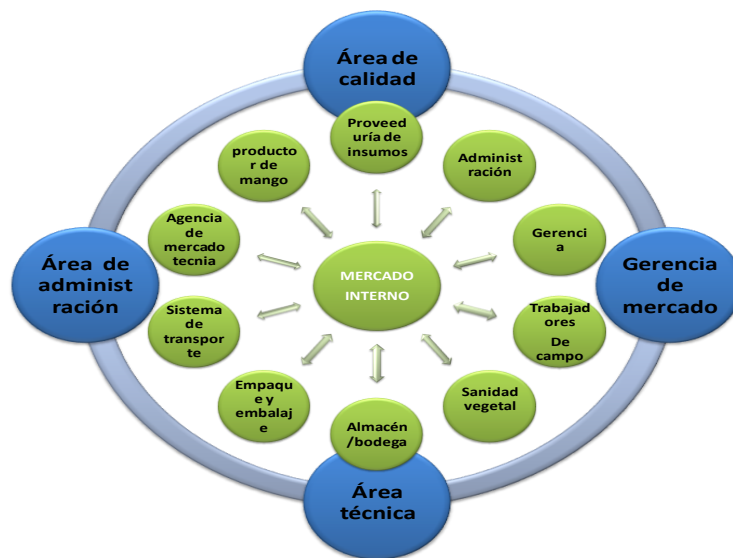 Área de
calidad
Proveed
uría de
insumos
productor
or de
mango
Administ
ración
Agencia
de
mercado
tecnia
Gerenci
a
Área de
administ
ración
MERCADO
INTERNO
Gerencia
de
mercado
Sistema
de
transpor
te
Trabajad
ores
De
campo
Empaqu
e y
embalaj
e
Sanidad
vegetal
Almacén
/bodega
Área
técnica